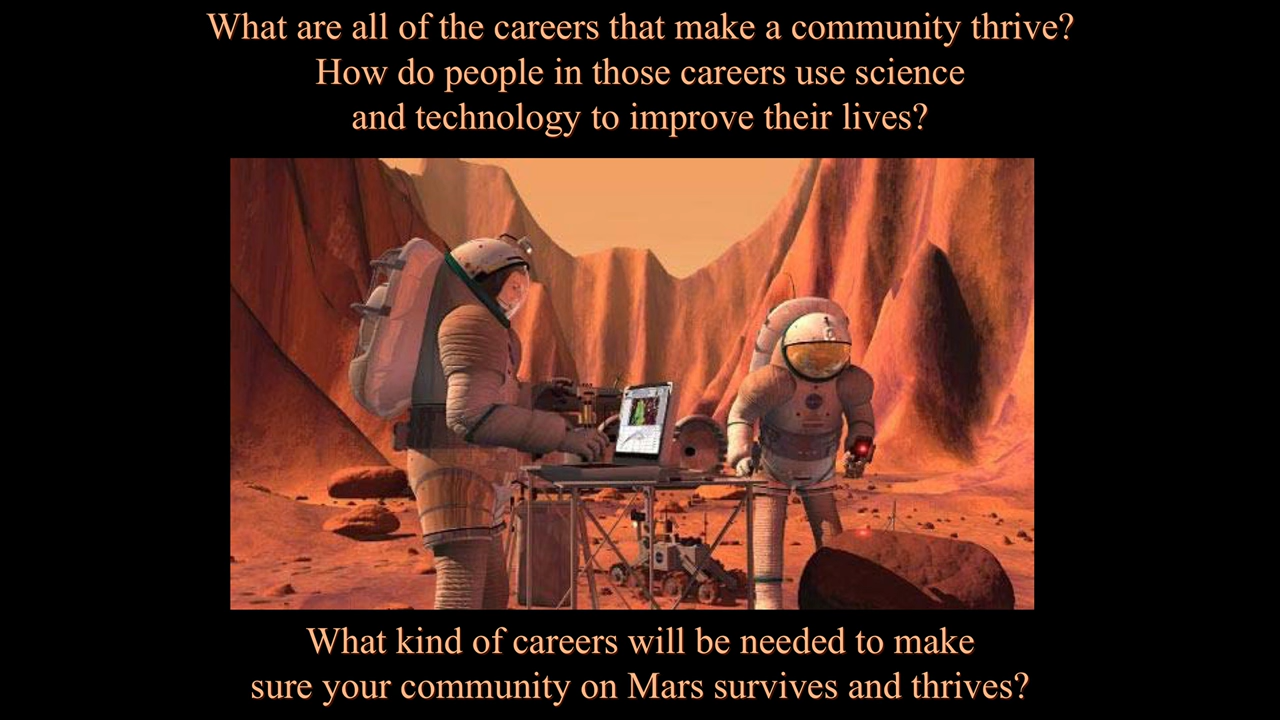 What are all of the careers that make a community thrive?
How do people in those careers use science
and technology to improve their lives?
What kind of careers will be needed to make
sure your community on Mars survives and thrives?